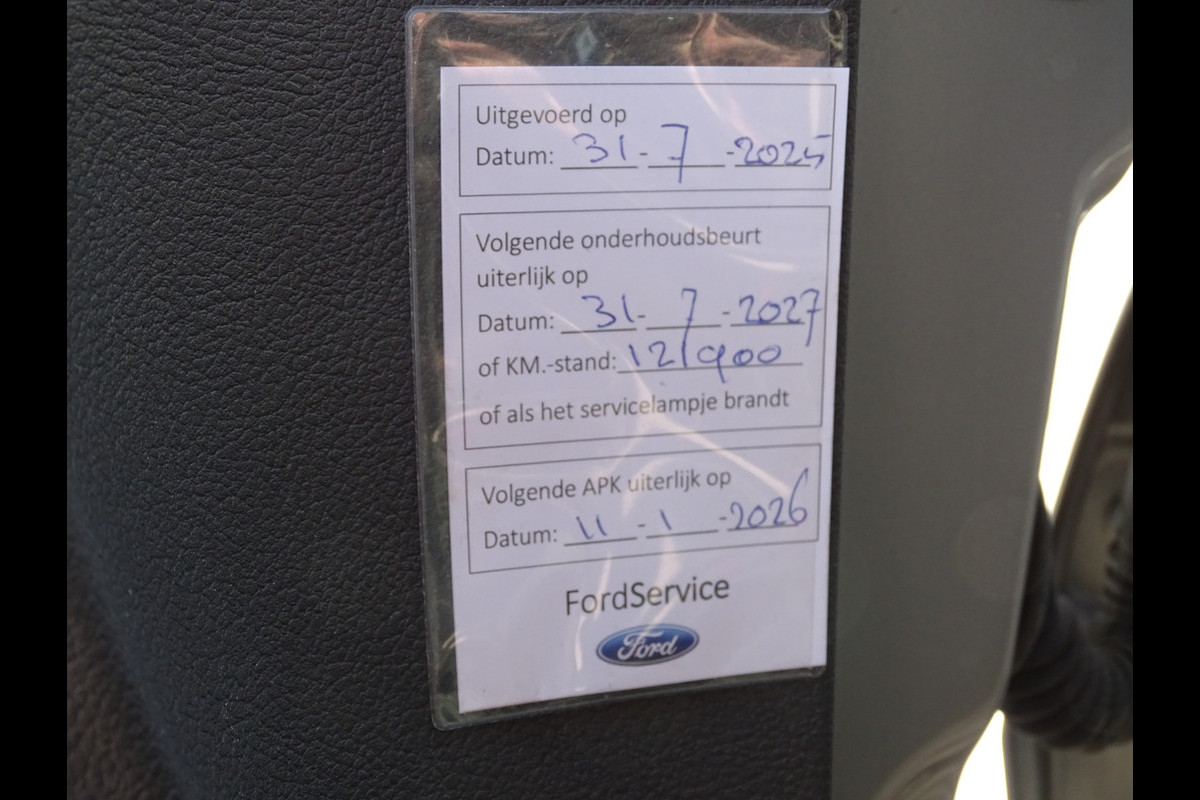 Uitgevoerd op
Datum: 31-7-2025
Volgende onderhoudsbeurt
uiterlijk op
Datum: 31-7-2027
of KM.-stand: 121900
of als het servicelampje brandt
Volgende APK uiterlijk op
Datum: 11-1-2026
FordService
Ford